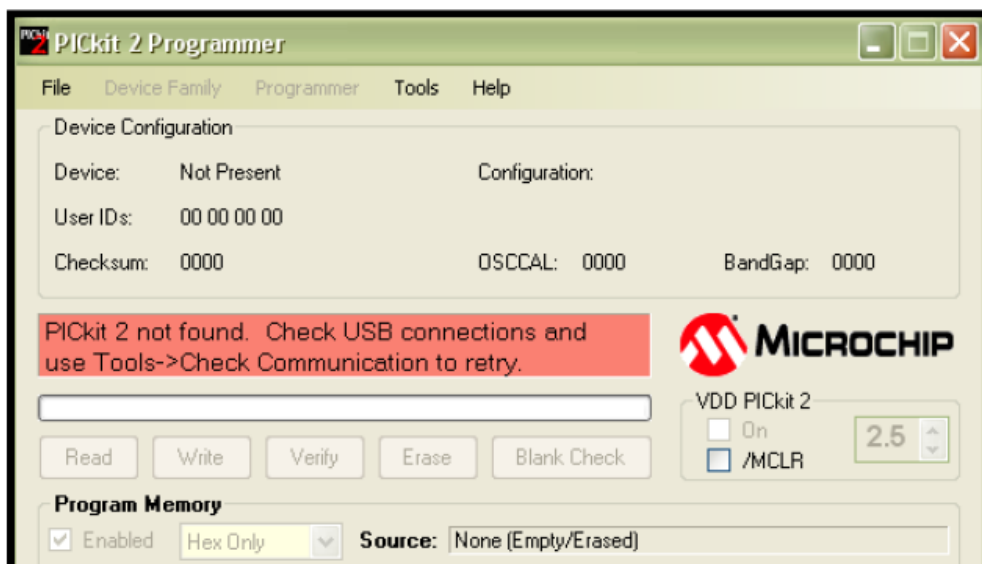 PICkit 2 Programmer
File Device Family Programmer Tools Help
Device Configuration
Device: Not Present Configuration:
User IDs: 00 00 00 00
Checksum: 0000 OSCCAL: 0000 BandGap: 0000
PICkit 2 not found. Check USB connections and
use Tools->Check Communication to retry.
MICROCHIP
VDD PICkit 2
On
2.5
/MCLR
Read Write Verify Erase Blank Check
Program Memory
Enabled Hex Only Source: None (Empty/Erased)